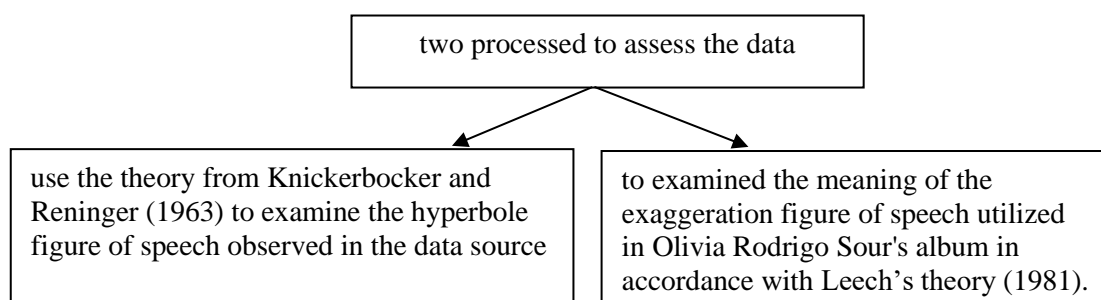 two processed to assess the data
use the theory from Knickerbocker and
Reninger (1963) to examine the hyperbole
figure of speech observed in the data source
to examined the meaning of the
exaggeration figure of speech utilized
in Olivia Rodrigo Sour's album in
accordance with Leech’s theory (1981).